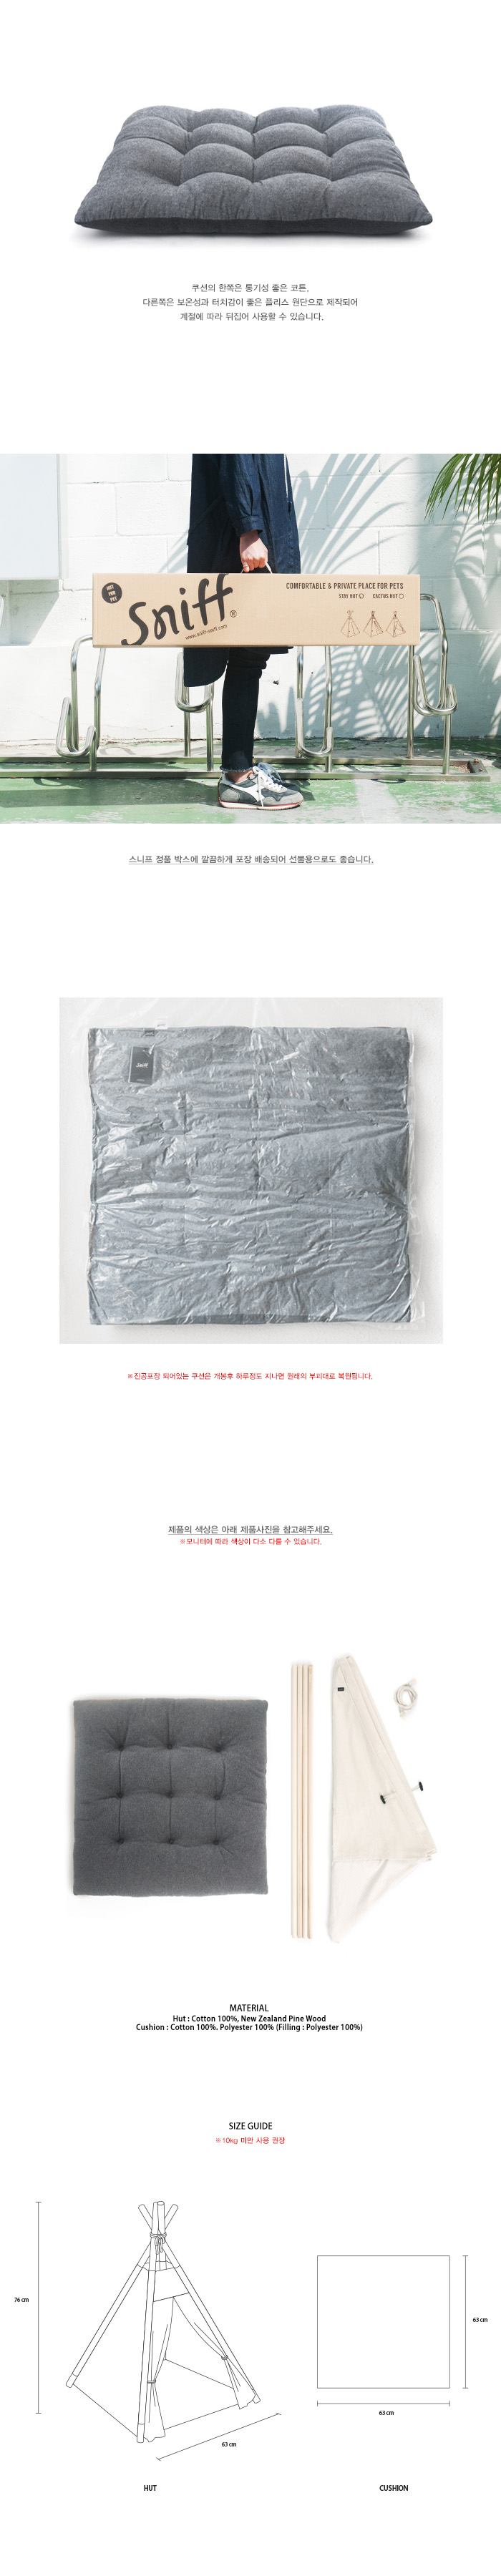 쿠션의 한쪽은 통기성 좋은 코튼,
다른쪽은 보온성과 터치감이 좋은 플리스 원단으로 제작되어
계절에 따라 뒤집어 사용할 수 있습니다.
NOT FOR PET
Sniff®
www.sniff-sniff.com
COMFORTABLE & PRIVATE PLACE FOR PETS
STAY HUT CACTUS HUT
스니프 정품 박스에 깔끔하게 포장 배송되어 선물용으로도 좋습니다.
Sniff
※진공포장 되어있는 쿠션은 개봉후 하루정도 지나면 원래의 부피대로 복원됩니다.
제품의 색상은 아래 제품사진을 참고해주세요.
※모니터에 따라 색상이 다소 다를 수 있습니다.
MATERIAL
Hut : Cotton 100%, New Zealand Pine Wood
Cushion : Cotton 100%. Polyester 100% (Filling : Polyester 100%)
SIZE GUIDE
※10kg 미만 사용 권장
76 cm
63 cm
63 cm
63 cm
HUT
CUSHION